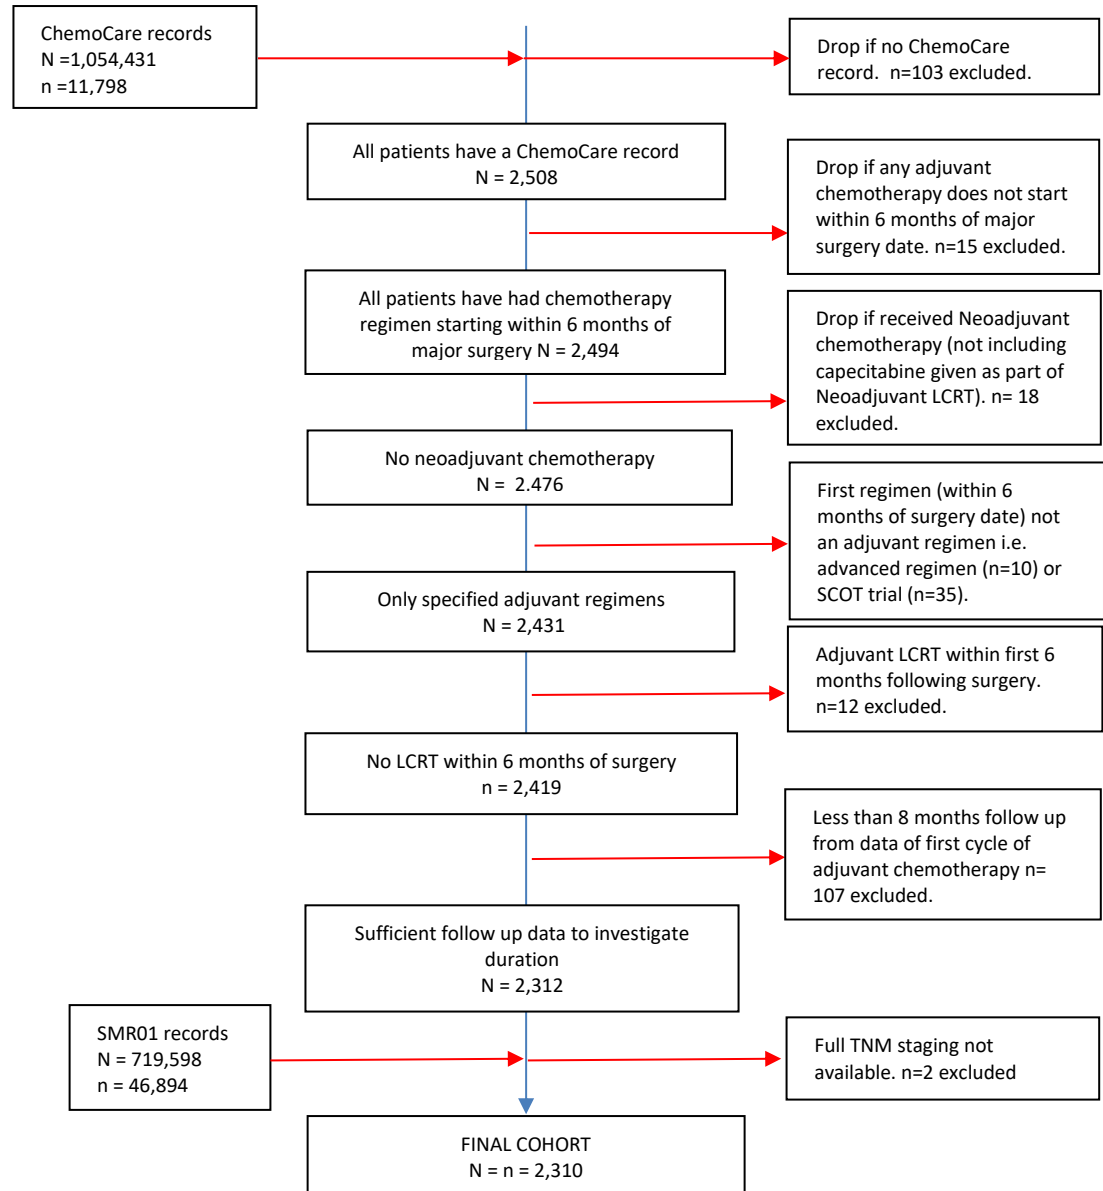 ChemoCare records
N =1,054,431
n =11,798
Drop if no ChemoCare
record.  n=103 excluded.
All patients have a ChemoCare record
N = 2,508
Drop if any adjuvant
chemotherapy does not start
within 6 months of major
surgery date. n=15 excluded.
All patients have had chemotherapy
regimen starting within 6 months of
major surgery N = 2,494
Drop if received Neoadjuvant
chemotherapy (not including
capecitabine given as part of
Neoadjuvant LCRT). n= 18
excluded.
No neoadjuvant chemotherapy
N =  2.476
First regimen (within 6
months of surgery date) not
an adjuvant regimen i.e.
advanced regimen (n=10) or
SCOT trial (n=35).
Only specified adjuvant regimens
N = 2,431
Adjuvant LCRT within first 6
months following surgery.
n=12 excluded.
No LCRT within 6 months of surgery
n = 2,419
Less than 8 months follow up
from data of first cycle of
adjuvant chemotherapy n=
107 excluded.
Sufficient follow up data to investigate
duration
N = 2,312
SMR01 records
N = 719,598
n = 46,894
Full TNM staging not
available. n=2 excluded
FINAL COHORT
N = n = 2,310